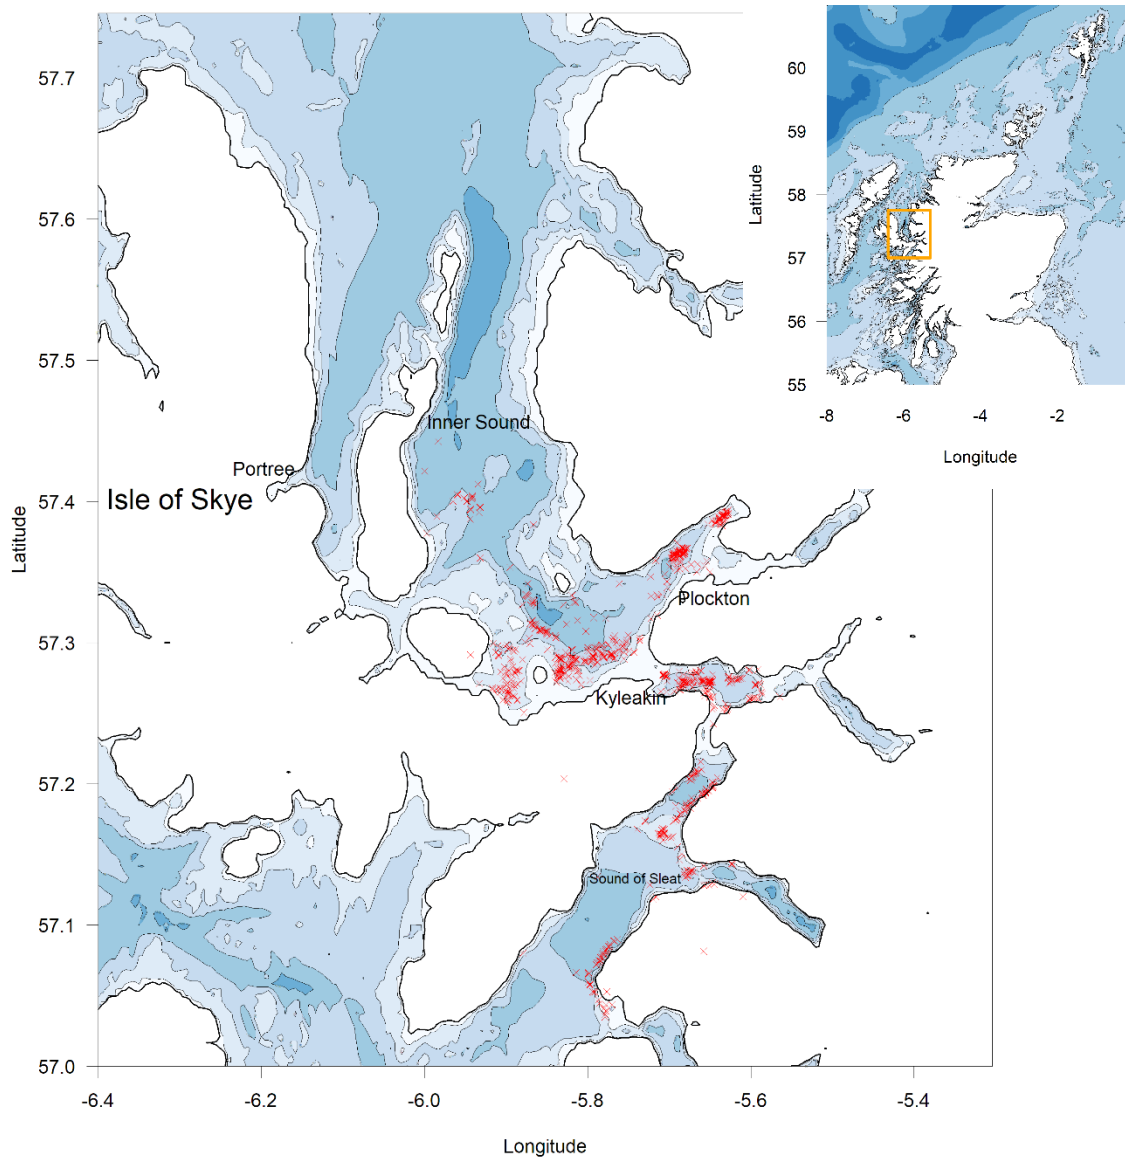 57.7
57.6
57.5
57.4
57.3
57.2
57.1
57.0
Latitude
-6.4
-6.2
-6.0
-5.8
-5.6
-5.4
Longitude
Inner Sound
Portree
Isle of Skye
Plockton
Kyleakin
Sound of Sleat
60
59
58
57
56
55
Latitude
-8
-6
-4
-2
Longitude